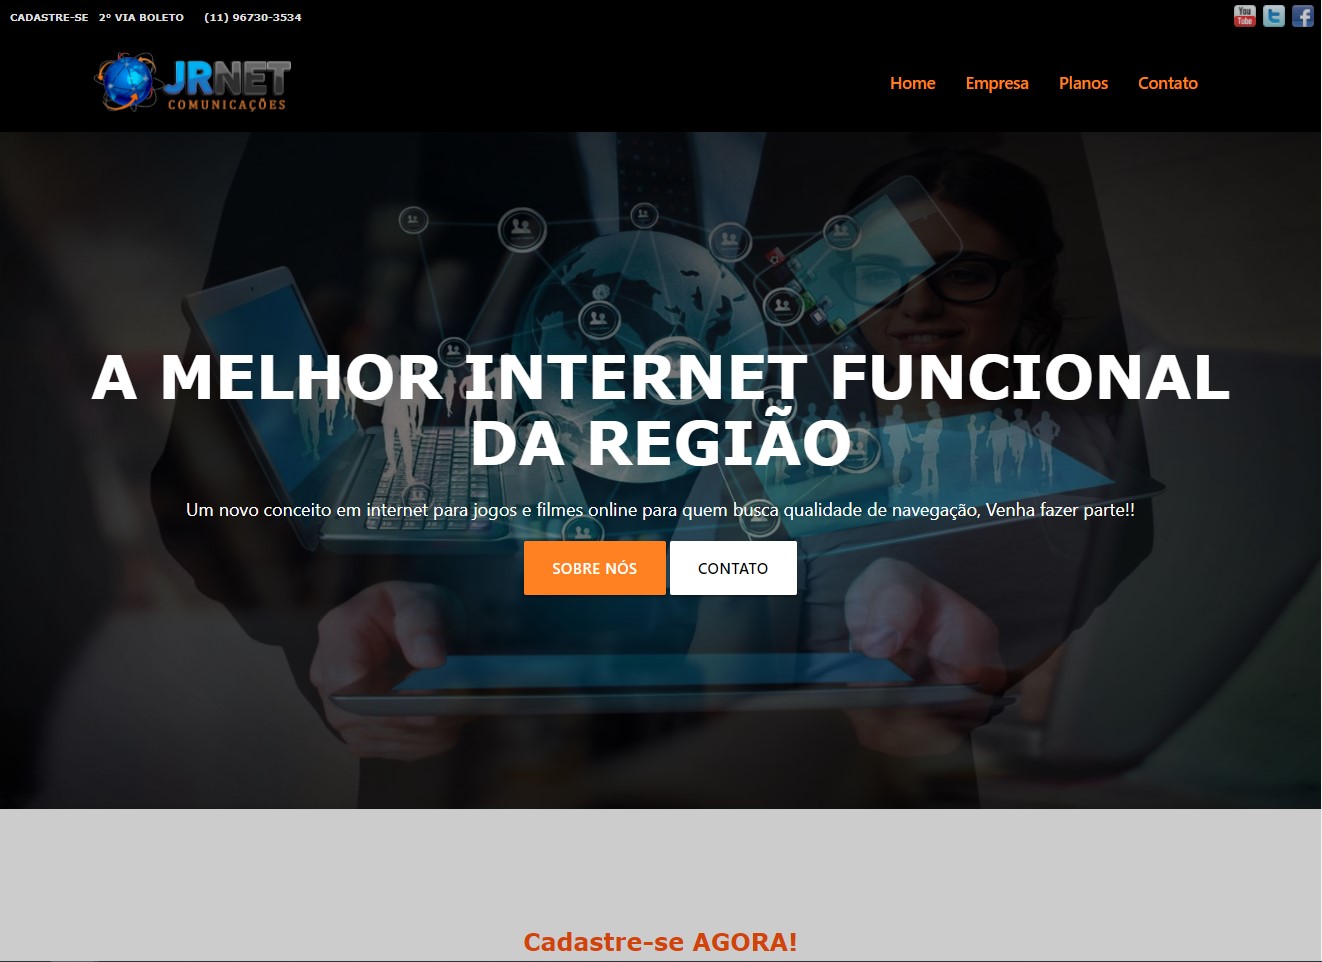 CADASTRE-SE 2º VIA BOLETO (11) 96730-3534
You
Tube
JRNET
COMUNICAÇÕES
Home Empresa Planos Contato
A MELHOR INTERNET FUNCIONAL
DA REGIÃO
Um novo conceito em internet para jogos e filmes online para quem busca qualidade de navegação, Venha fazer parte!!
SOBRE NÓS CONTATO
Cadastre-se AGORA!